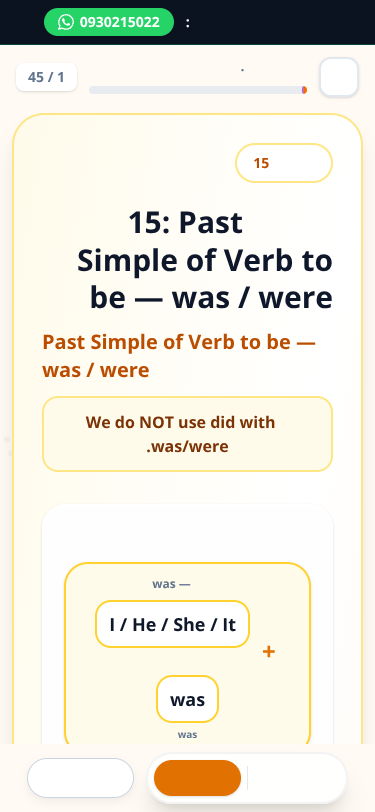 0930215022 :
45 / 1
.
15
15: Past
Simple of Verb to
be — was / were
Past Simple of Verb to be —
was / were
We do NOT use did with
.was/were
was —
I / He / She / It
+
was
was